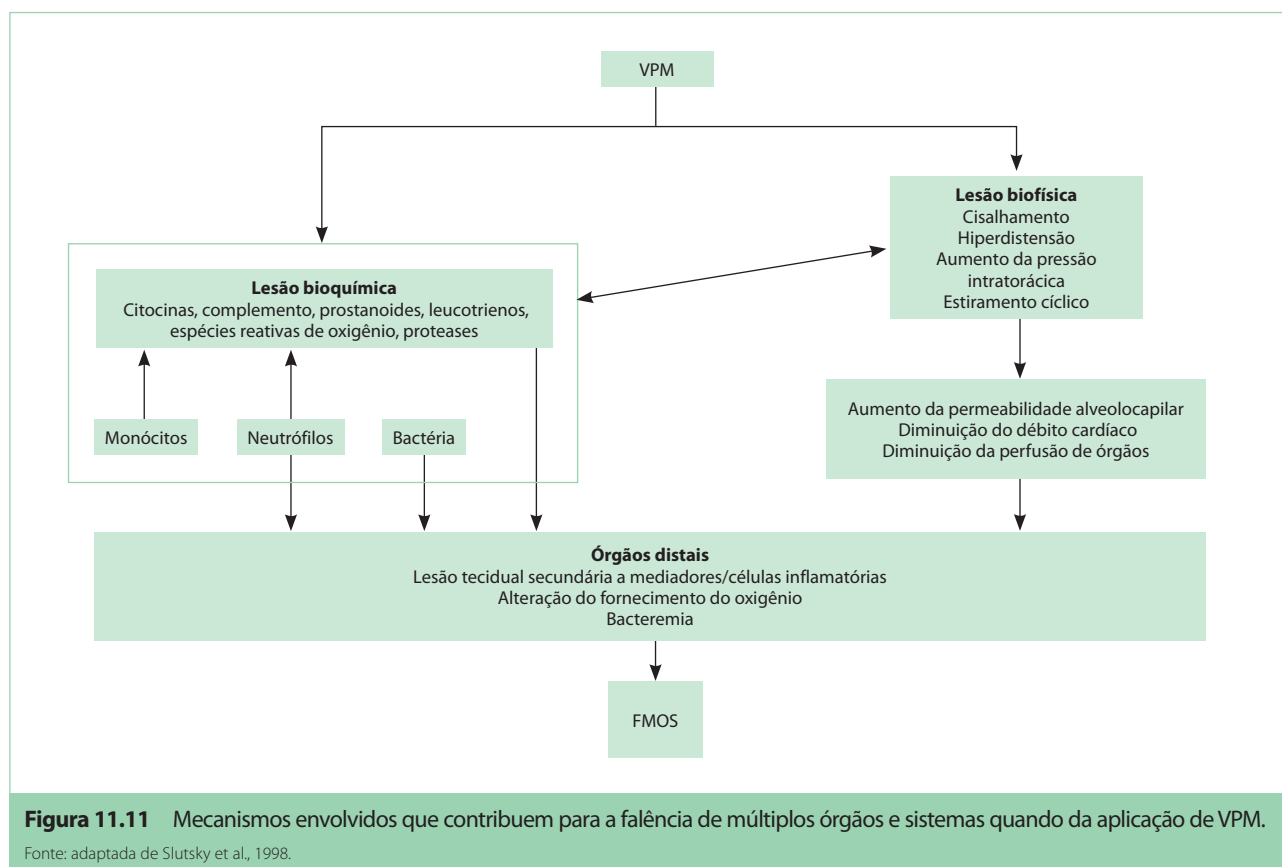 VPM
Lesão biofísica
Cisalhamento
Hiperdistensão
Aumento da pressão
intratorácica
Estiramento cíclico
Lesão bioquímica
Citocinas, complemento, prostanoides, leucotrienos,
espécies reativas de oxigênio, proteases
Monócitos
Neutrófilos
Bactéria
Aumento da permeabilidade alveolocapilar
Diminuição do débito cardíaco
Diminuição da perfusão de órgãos
Órgãos distais
Lesão tecidual secundária a mediadores/células inflamatórias
Alteração do fornecimento do oxigênio
Bacteremia
FMOS
Figura 11.11 Mecanismos envolvidos que contribuem para a falência de múltiplos órgãos e sistemas quando da aplicação de VPM.
Fonte: adaptada de Slutsky et al., 1998.